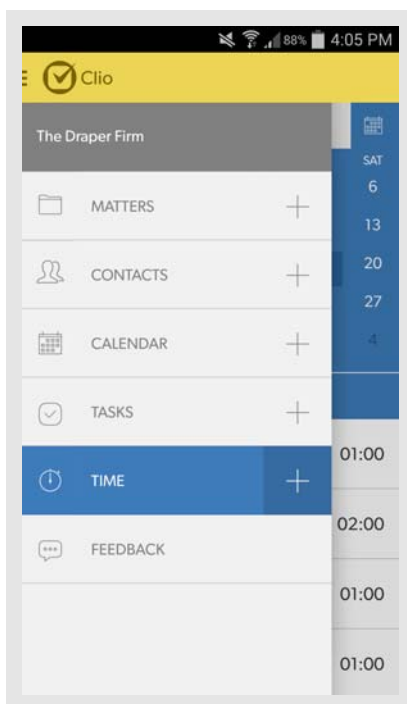 88% 4:05 PM
Clio
The Draper Firm
SAT
MATTERS
6
13
CONTACTS
20
27
CALENDAR
4
TASKS
01:00
TIME
02:00
FEEDBACK
01:00
01:00